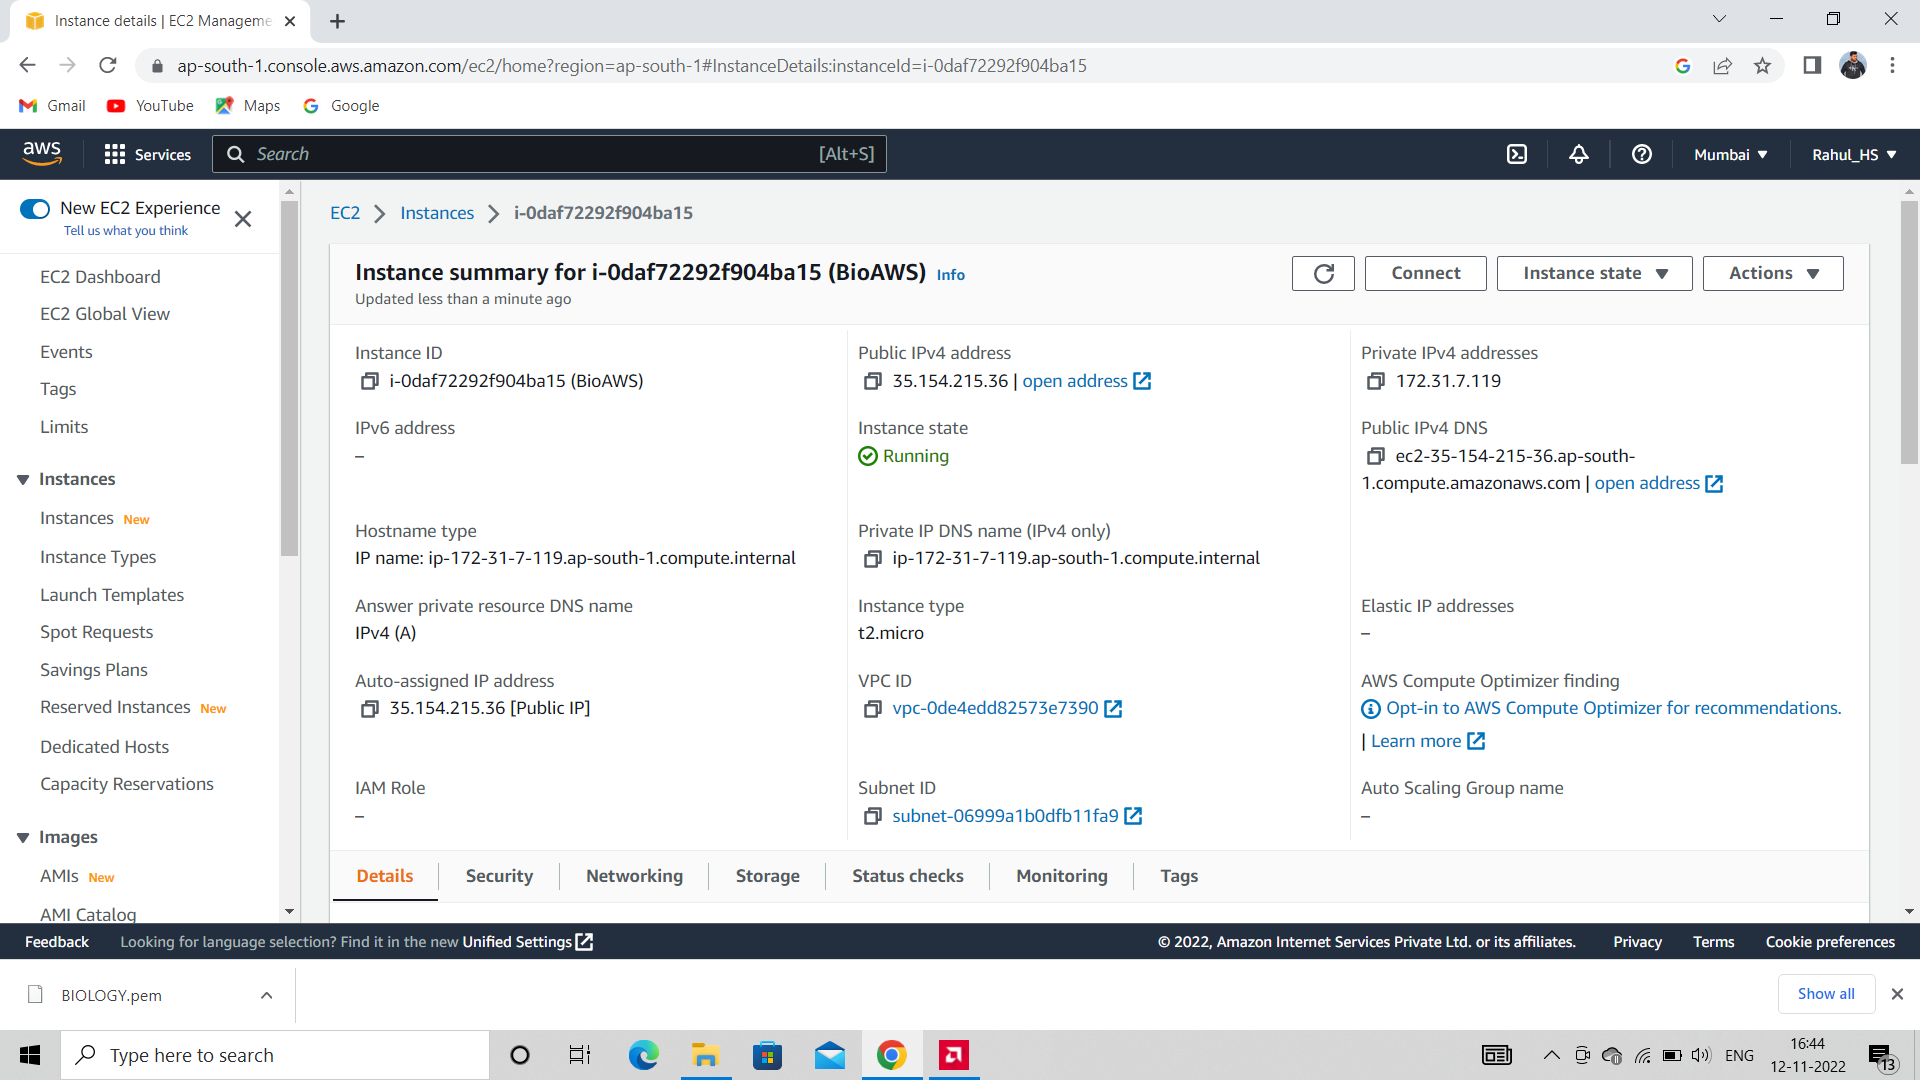 Instance details | EC2 Manageme
ap-south-1.console.aws.amazon.com/ec2/home?region=ap-south-1#InstanceDetails:instanceId=i-0daf72292f904ba15
Gmail YouTube Maps Google
aws Services Search [Alt+S] Mumbai Rahul_HS
New EC2 Experience
Tell us what you think
EC2 Dashboard
EC2 Global View
Events
Tags
Limits
Instances
Instances New
Instance Types
Launch Templates
Spot Requests
Savings Plans
Reserved Instances New
Dedicated Hosts
Capacity Reservations
Images
AMIs New
AMI Catalog
EC2 Instances i-0daf72292f904ba15
Instance summary for i-0daf72292f904ba15 (BioAWS) Info
Updated less than a minute ago
Connect Instance state Actions
Instance ID
i-0daf72292f904ba15 (BioAWS)
Public IPv4 address
35.154.215.36 | open address
Private IPv4 addresses
172.31.7.119
IPv6 address
–
Instance state
Running
Public IPv4 DNS
ec2-35-154-215-36.ap-south-
1.compute.amazonaws.com | open address
Hostname type
IP name: ip-172-31-7-119.ap-south-1.compute.internal
Private IP DNS name (IPv4 only)
ip-172-31-7-119.ap-south-1.compute.internal
Answer private resource DNS name
IPv4 (A)
Instance type
t2.micro
Elastic IP addresses
–
Auto-assigned IP address
35.154.215.36 [Public IP]
VPC ID
vpc-0de4edd82573e7390
AWS Compute Optimizer finding
Opt-in to AWS Compute Optimizer for recommendations.
| Learn more
IAM Role
–
Subnet ID
subnet-06999a1b0dfb11fa9
Auto Scaling Group name
–
Details Security Networking Storage Status checks Monitoring Tags
Feedback Looking for language selection? Find it in the new Unified Settings © 2022, Amazon Internet Services Private Ltd. or its affiliates. Privacy Terms Cookie preferences
BIOLOGY.pem Show all
Type here to search
ENG
16:44
12-11-2022
13